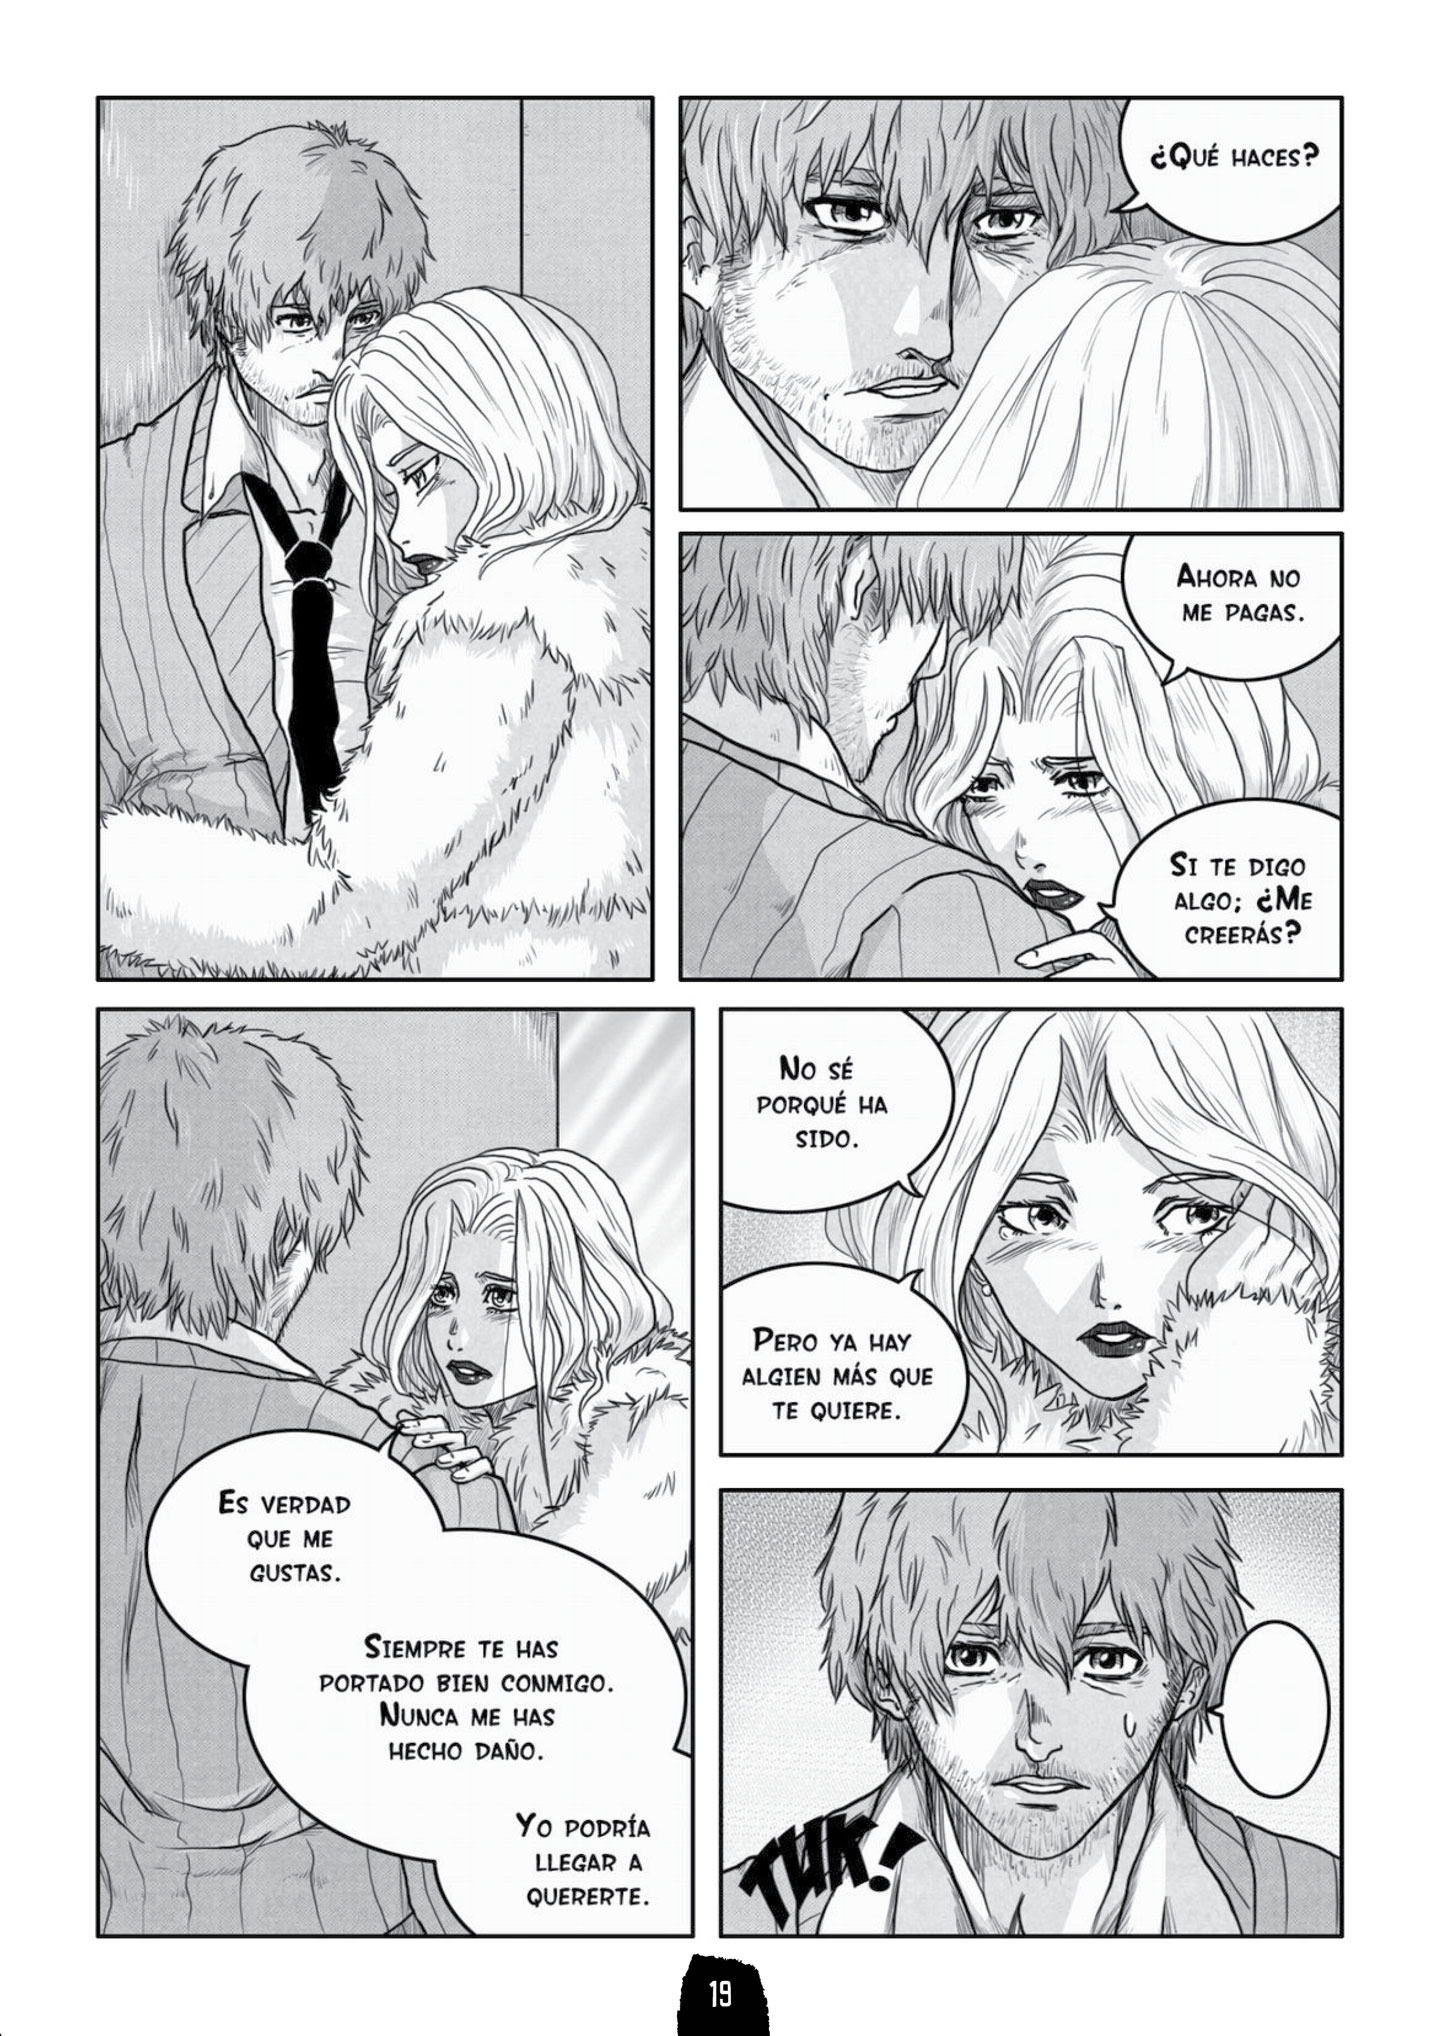 ¿Qué haces?
Ahora no
me pagas.
Si te digo
algo; ¿Me
creerás?
Es verdad
que me
gustas.
Siempre te has
portado bien conmigo.
Nunca me has
hecho daño.
Yo podría
llegar a
quererte.
No sé
porqué ha
sido.
Pero ya hay
algien más que
te quiere.
TUK!
19